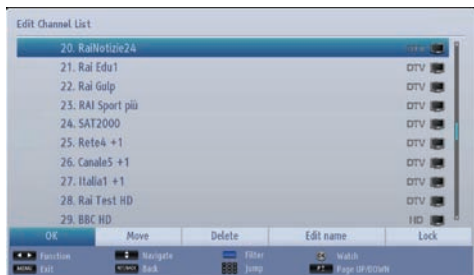 Edit Channel List
20. RaiNotizie24
21. Rai Edu1 DTV
22. Rai Gulp DTV
23. RAI Sport più DTV
24. SAT2000 DTV
25. Rete4 +1 DTV
26. Canale5 +1 DTV
27. Italia1 +1 DTV
28. Rai Test HD DTV
29. BBC HD HD
OK Move Delete Edit name Lock
Function Navigate Filter Watch
MENU Exit Back Jump Page UP/DOWN